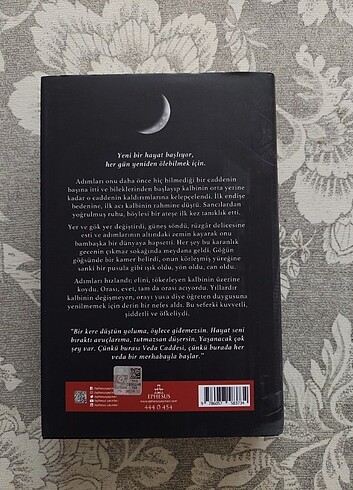 Yeni bir hayat başlıyor,
her gün yeniden ölebilmek için.
Adımları onu daha önce hiç bilmediği bir caddenin
başına itti ve bileklerinden başlayıp kalbinin orta yerine
kadar o caddenin kaldırımlarına kelepçelendi. İlk endişe
bedenine, ilk acı kalbinin rahmine düştü. Sancılardan
yoğrulmuş ruhu, böylesi bir ateşe ilk kez tanıklık etti.
Yer ve gök yer değiştirdi, güneş söndü, rüzgâr delicesine
esti ve adımlarının altındaki zemin kayarak onu
bambaşka bir dünyaya hapsetti. Her şey bu karanlık
gecenin çıkmaz sokağında meydana geldi. Göğün
göğsünde bir kamer belirdi, onun körleşmiş yüreğine
sanki bir pusula gibi ışık oldu, yön oldu, can oldu.
Adımları hızlandı; elini, tökezleyen kalbinin üzerine
koydu. Orası, evet, tam da orası acıyordu. Yıllardır
kalbinin değişmeyen, orayı yuva diye öğreten duygusuna
yenilmemek için derin bir nefes aldı. Bu seferki kuvvetli,
şiddetli ve öfkeliydi.
"Bir kere düştün yoluma, öylece gidemezsin. Hayat seni
bıraktı avuçlarıma, tutmazsan düşersin. Yaşanacak çok
şey var. Çünkü burası Veda Caddesi, çünkü burada her
veda bir merhabayla başlar."
EPHESUS
444 0 454